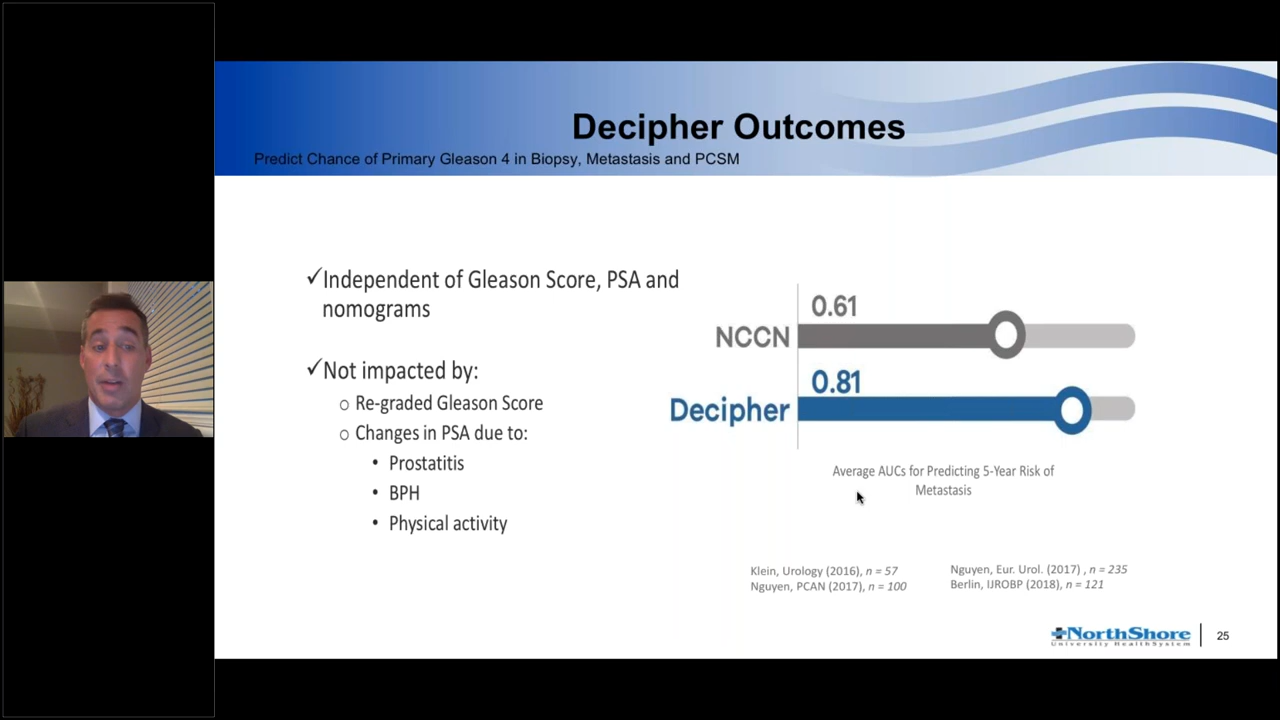 Decipher Outcomes
Predict Chance of Primary Gleason 4 in Biopsy, Metastasis and PCSM
✓Independent of Gleason Score, PSA and
nomograms
✓Not impacted by:
o Re-graded Gleason Score
o Changes in PSA due to:
• Prostatitis
• BPH
• Physical activity
0.61
NCCN
0.81
Decipher
Average AUCs for Predicting 5-Year Risk of
Metastasis
Klein, Urology (2016), n = 57
Nguyen, PCAN (2017), n = 100
Nguyen, Eur. Urol. (2017) , n = 235
Berlin, IJROBP (2018), n = 121
NorthShore
University HealthSystem
25